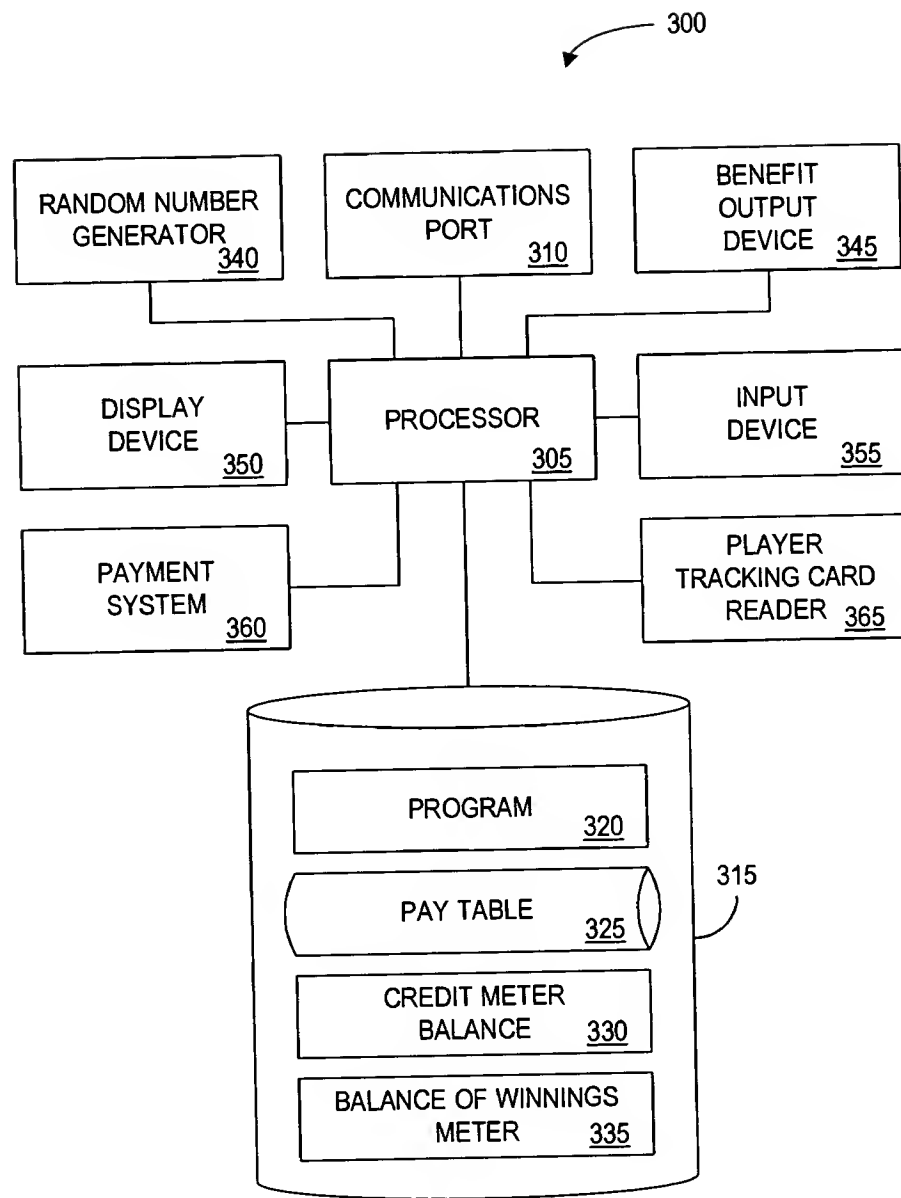 300
RANDOM NUMBER
GENERATOR
340
COMMUNICATIONS
PORT
310
BENEFIT
OUTPUT
DEVICE
345
DISPLAY
DEVICE
350
PROCESSOR
305
INPUT
DEVICE
355
PAYMENT
SYSTEM
360
PLAYER
TRACKING CARD
READER
365
PROGRAM
320
PAY TABLE
325
315
CREDIT METER
BALANCE
330
BALANCE OF WINNINGS
METER
335